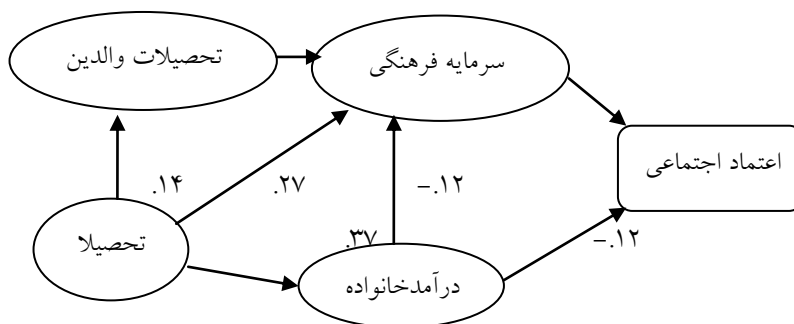 تحصیلات والدین
سرمایه فرهنگی
اعتماد اجتماعی
.۱۴
.۲۷
-.۱۲
تحصیلا
.۳۷
-.۱۲
درآمدخانواده